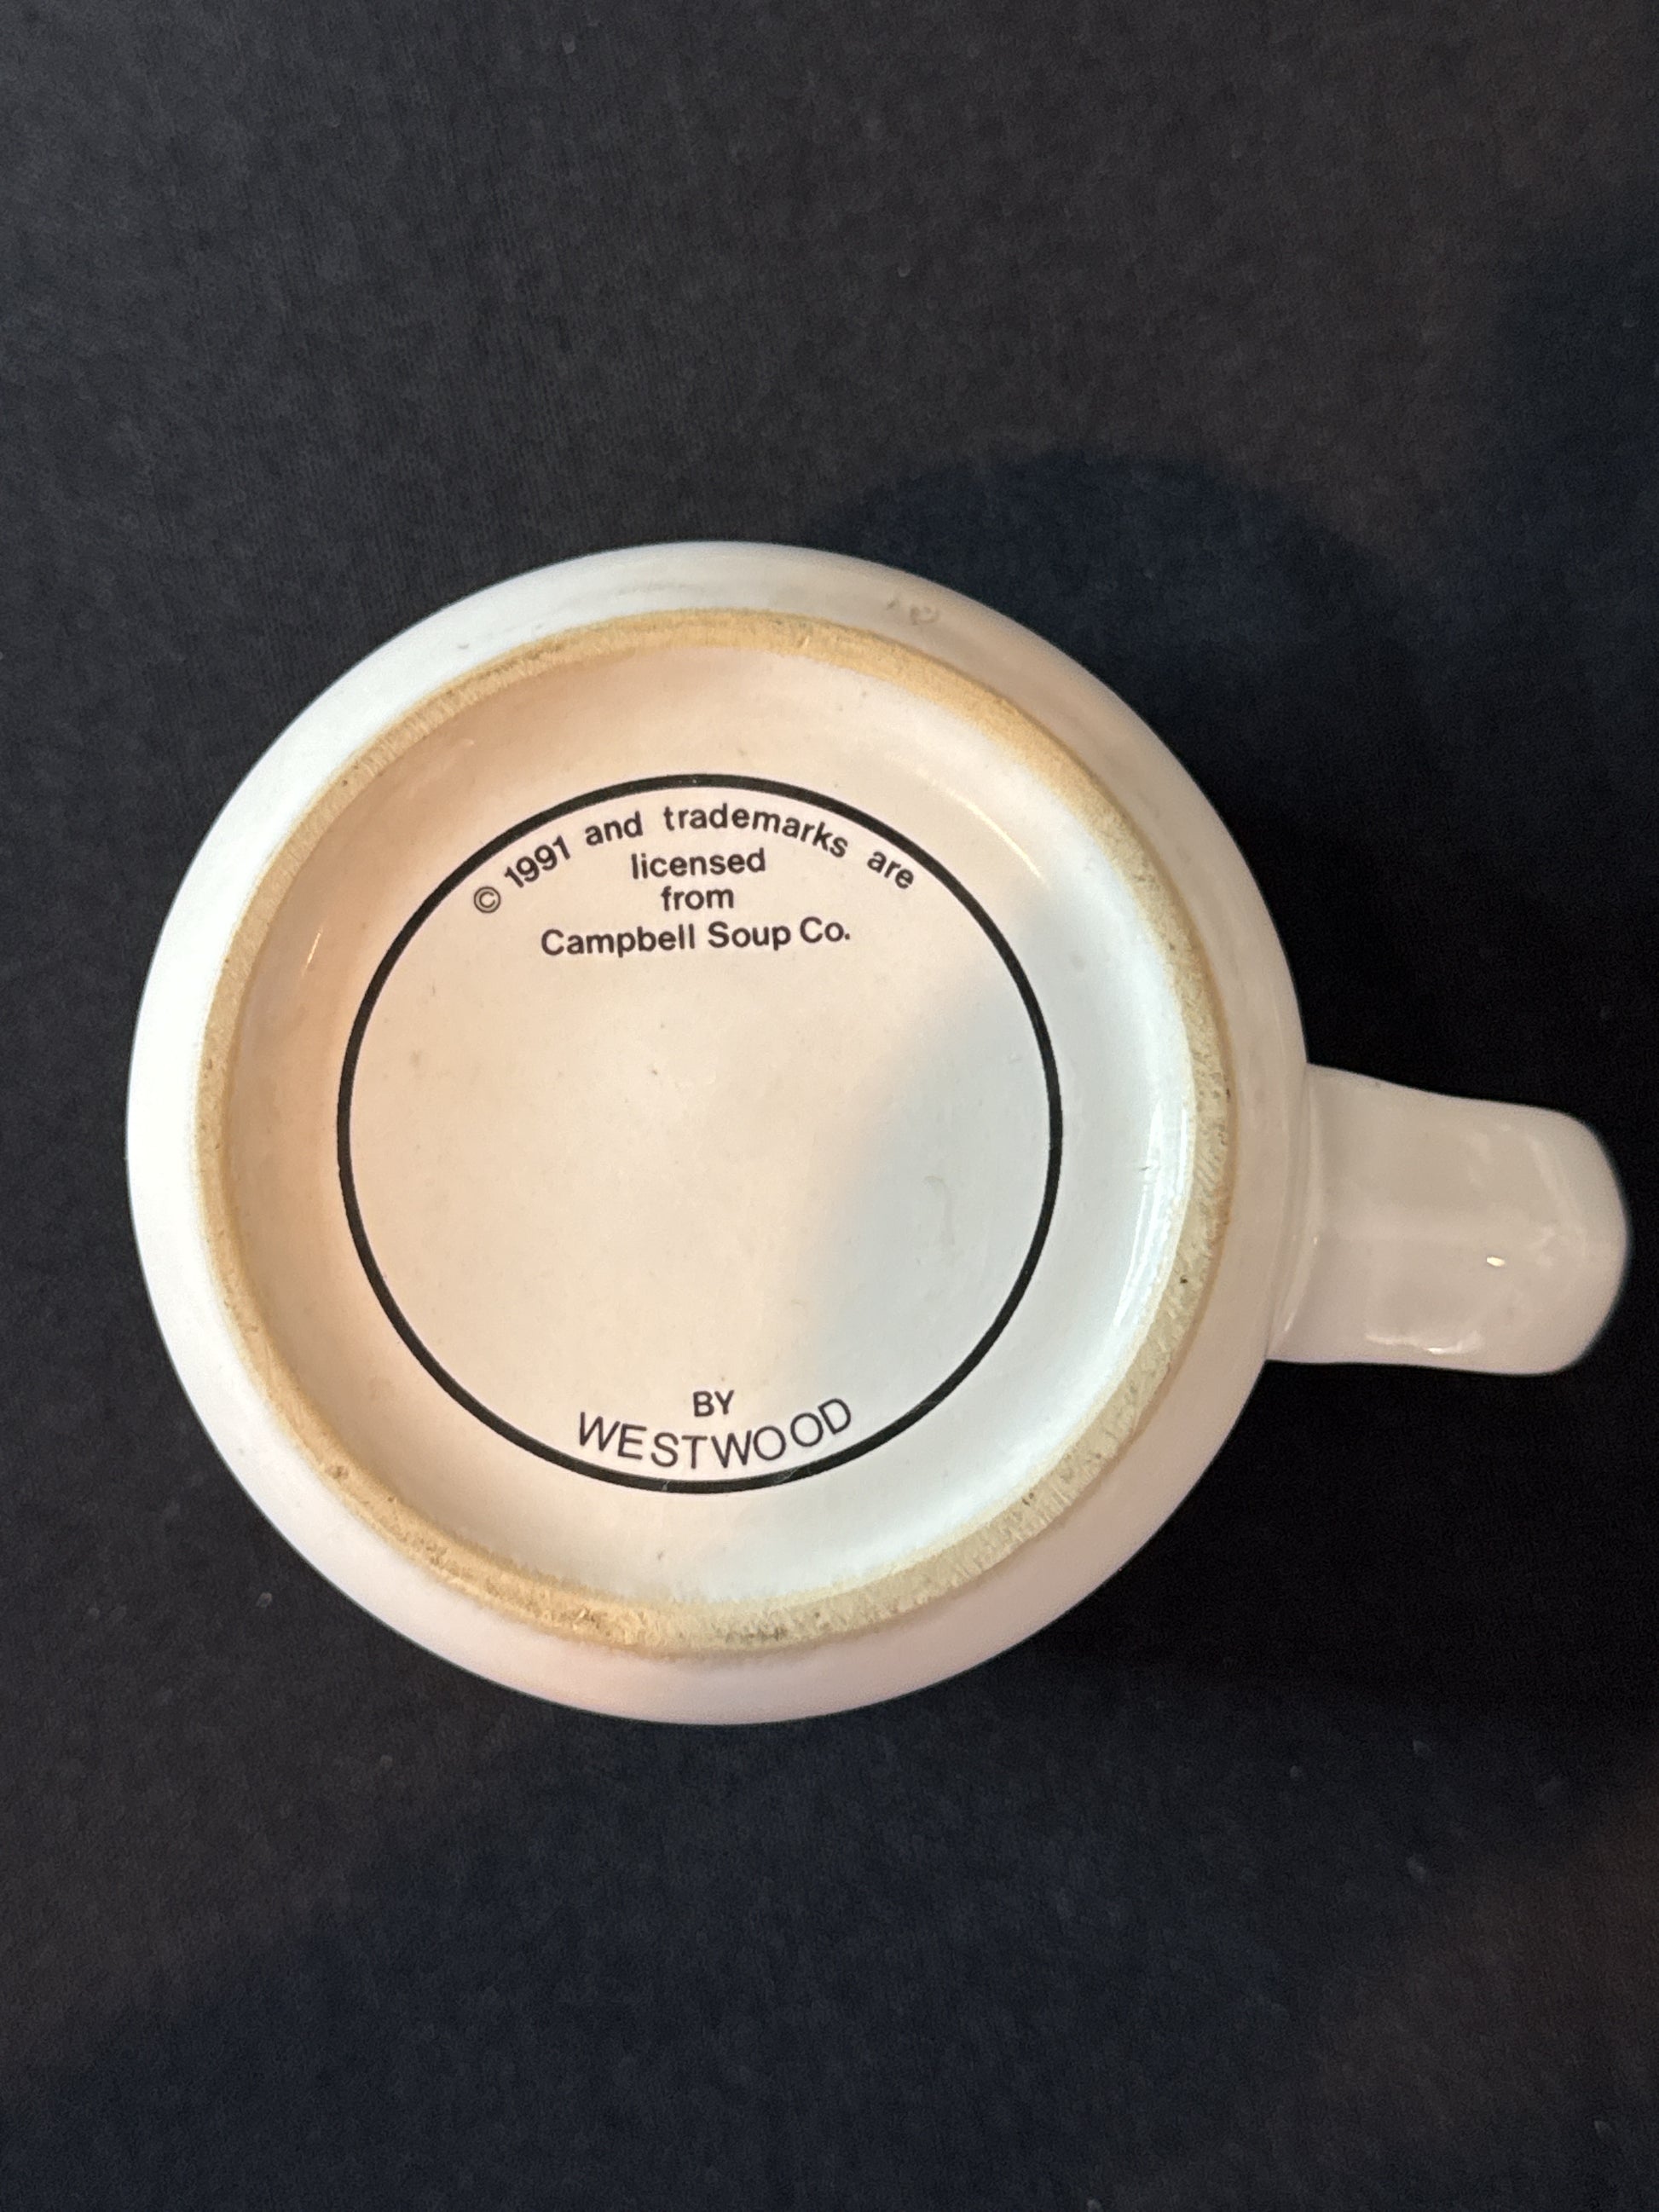 © 1991 and trademarks are
licensed
from
Campbell Soup Co.
BY
WESTWOOD